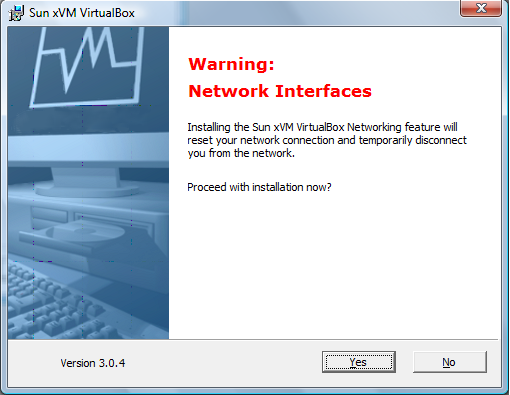 Sun xVM VirtualBox
Warning:
Network Interfaces
Installing the Sun xVM VirtualBox Networking feature will
reset your network connection and temporarily disconnect
you from the network.
Proceed with installation now?
Version 3.0.4
Yes
No